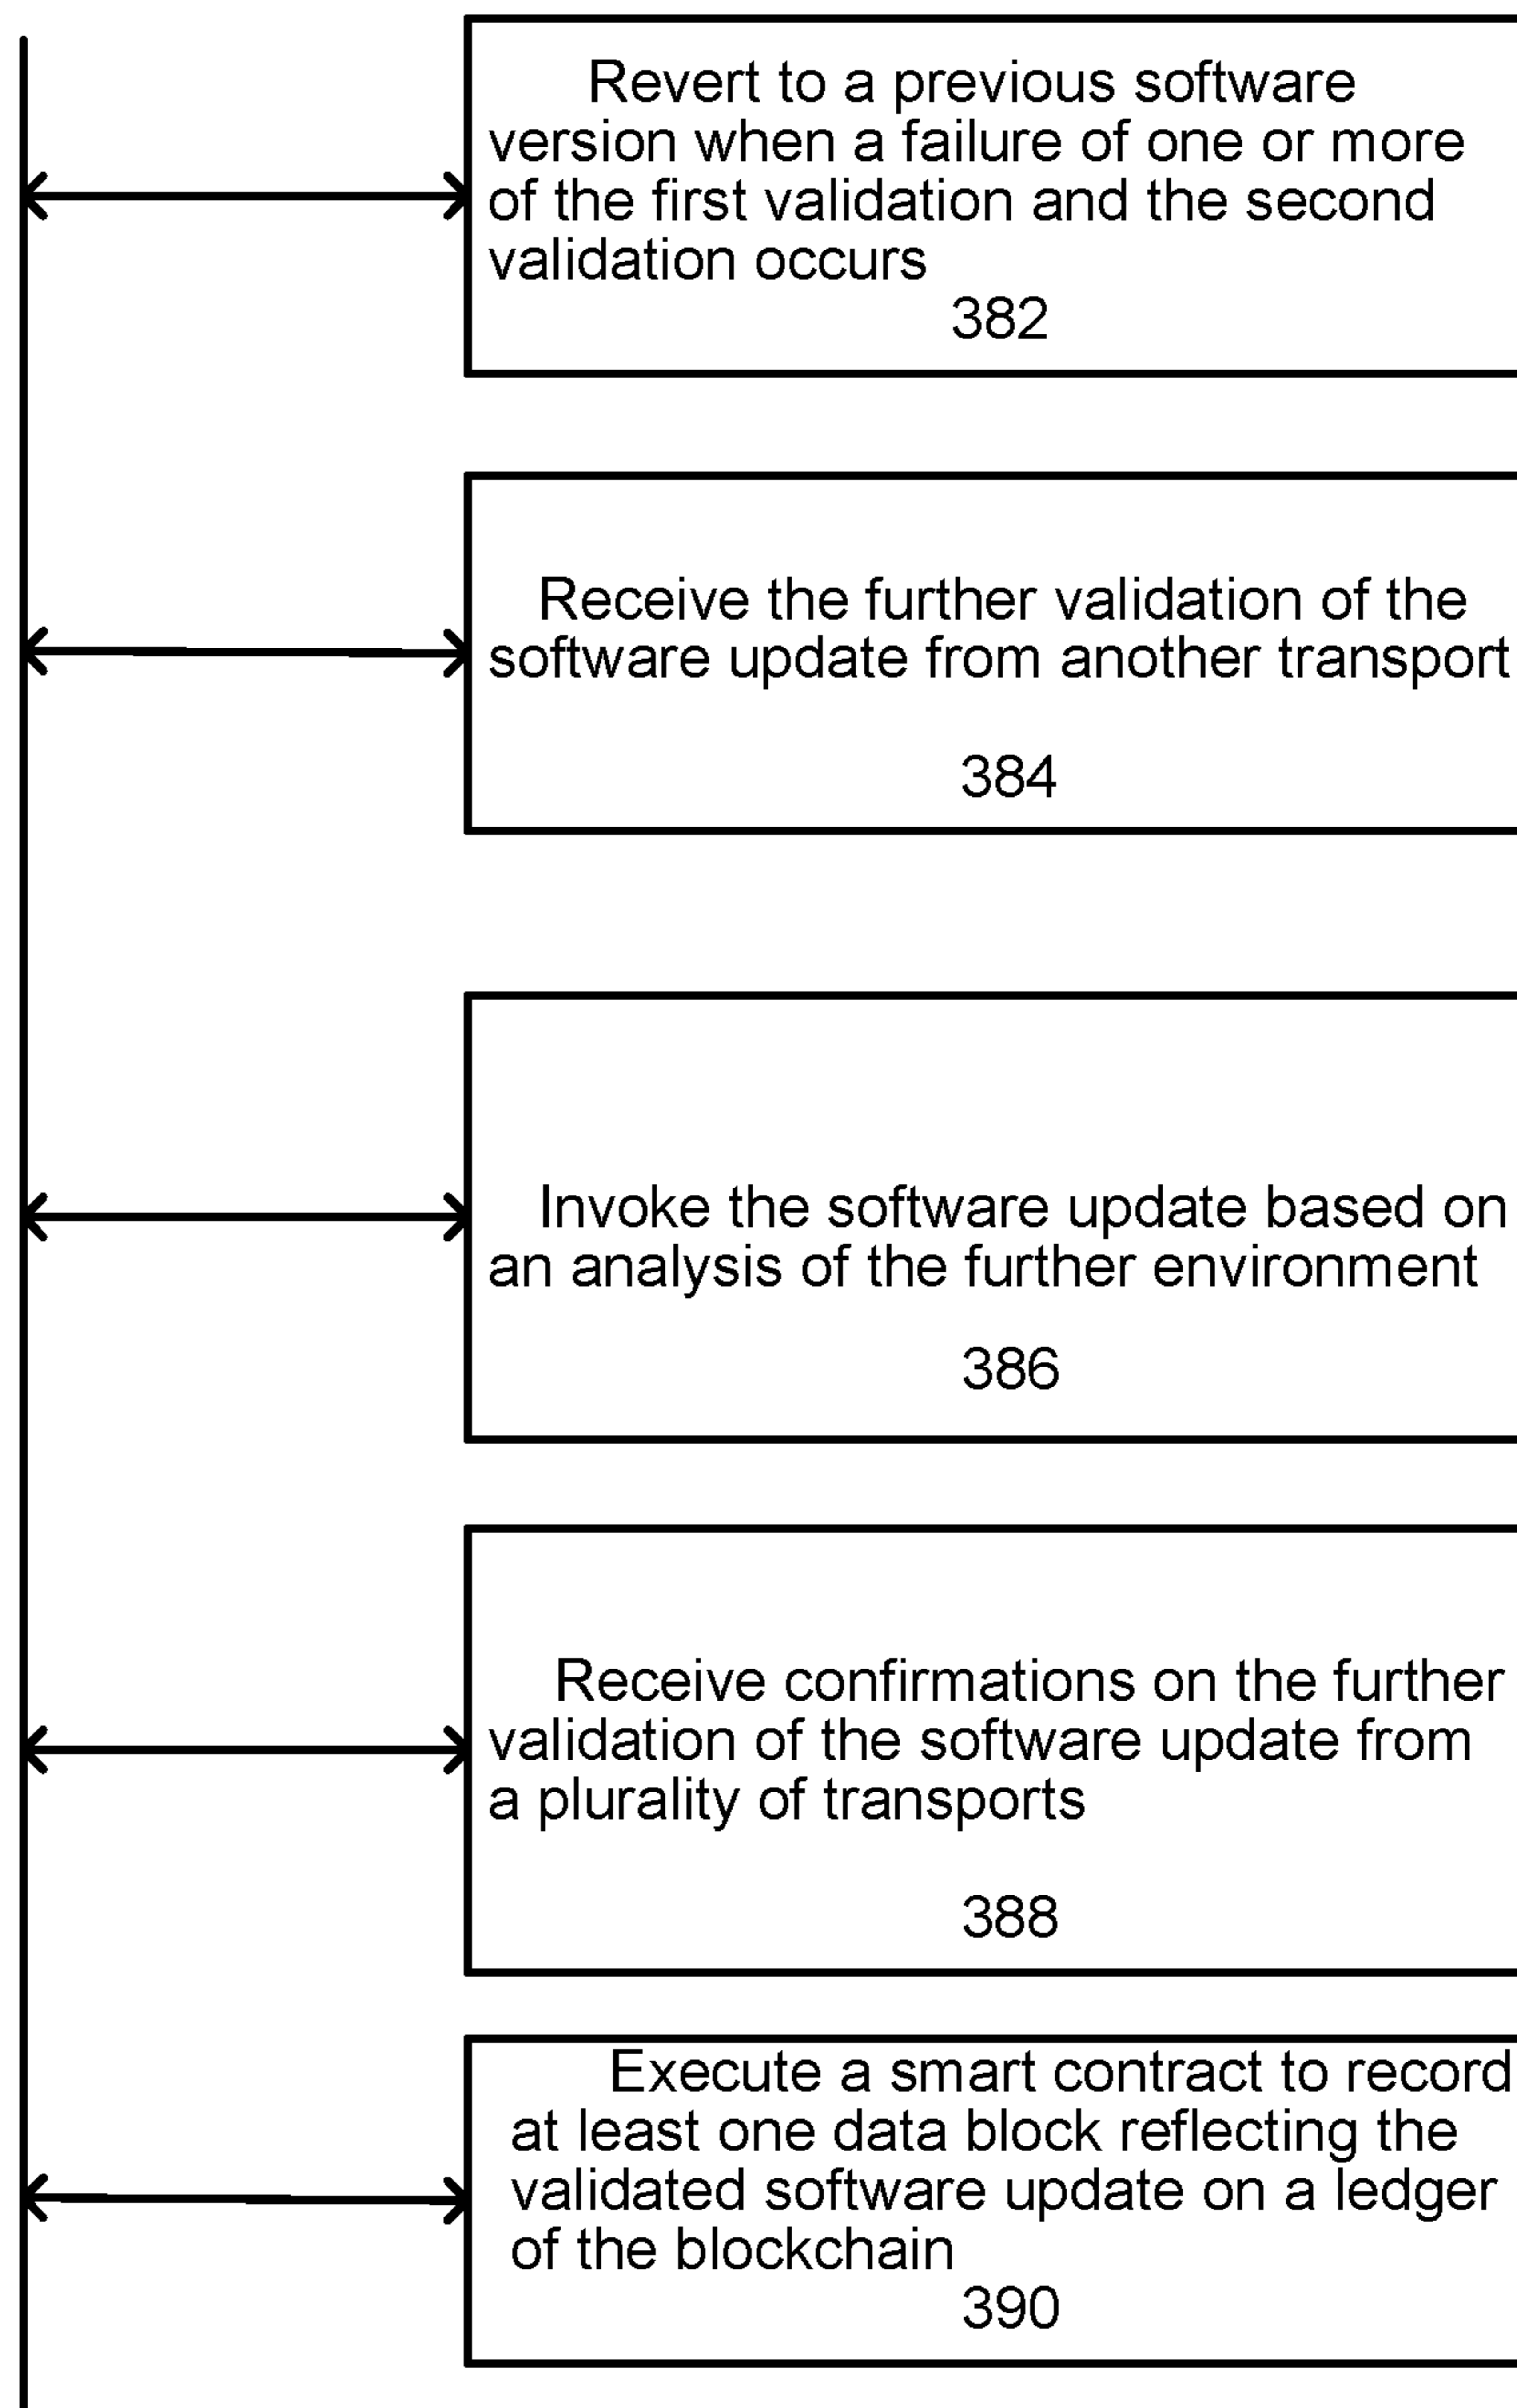 Revert to a previous software
version when a failure of one or more
of the first validation and the second
validation occurs
382
Receive the further validation of the
software update from another transport
384
Invoke the software update based on
an analysis of the further environment
386
Receive confirmations on the further
validation of the software update from
a plurality of transports
388
Execute a smart contract to record
at least one data block reflecting the
validated software update on a ledger
of the blockchain
390